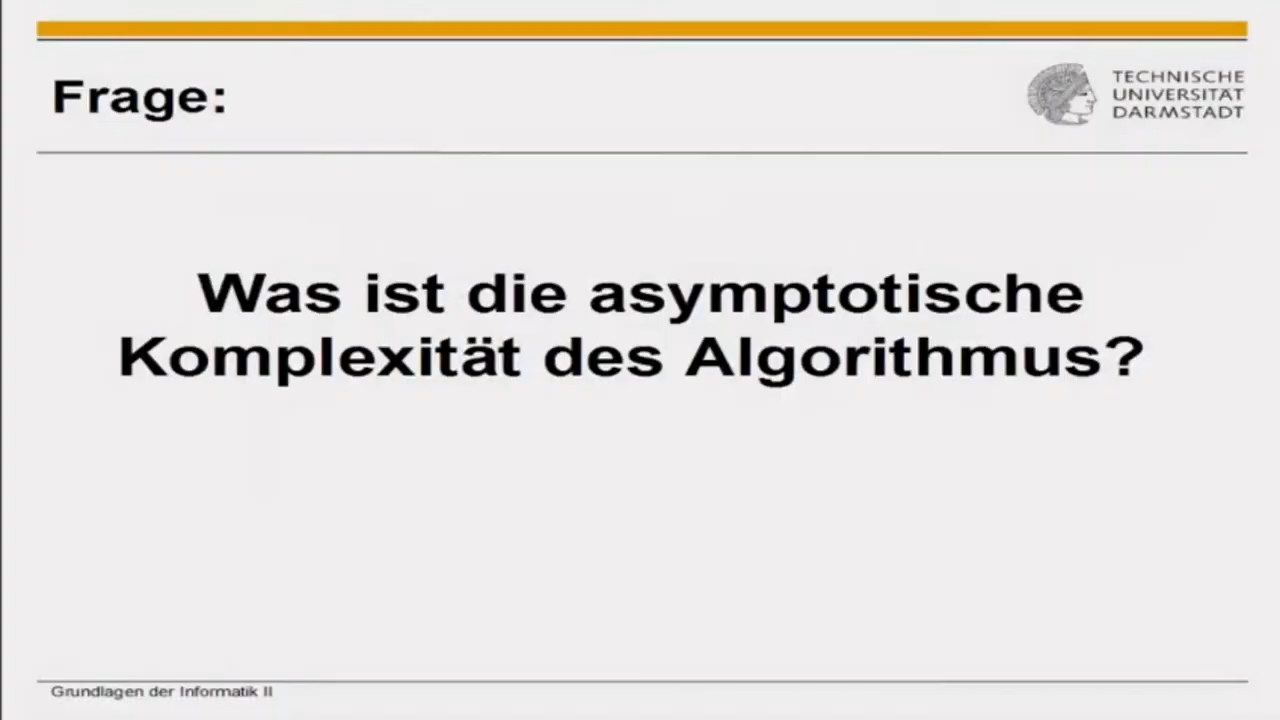 Frage:
TECHNISCHE
UNIVERSITÄT
DARMSTADT
Was ist die asymptotische
Komplexität des Algorithmus?
Grundlagen der Informatik II